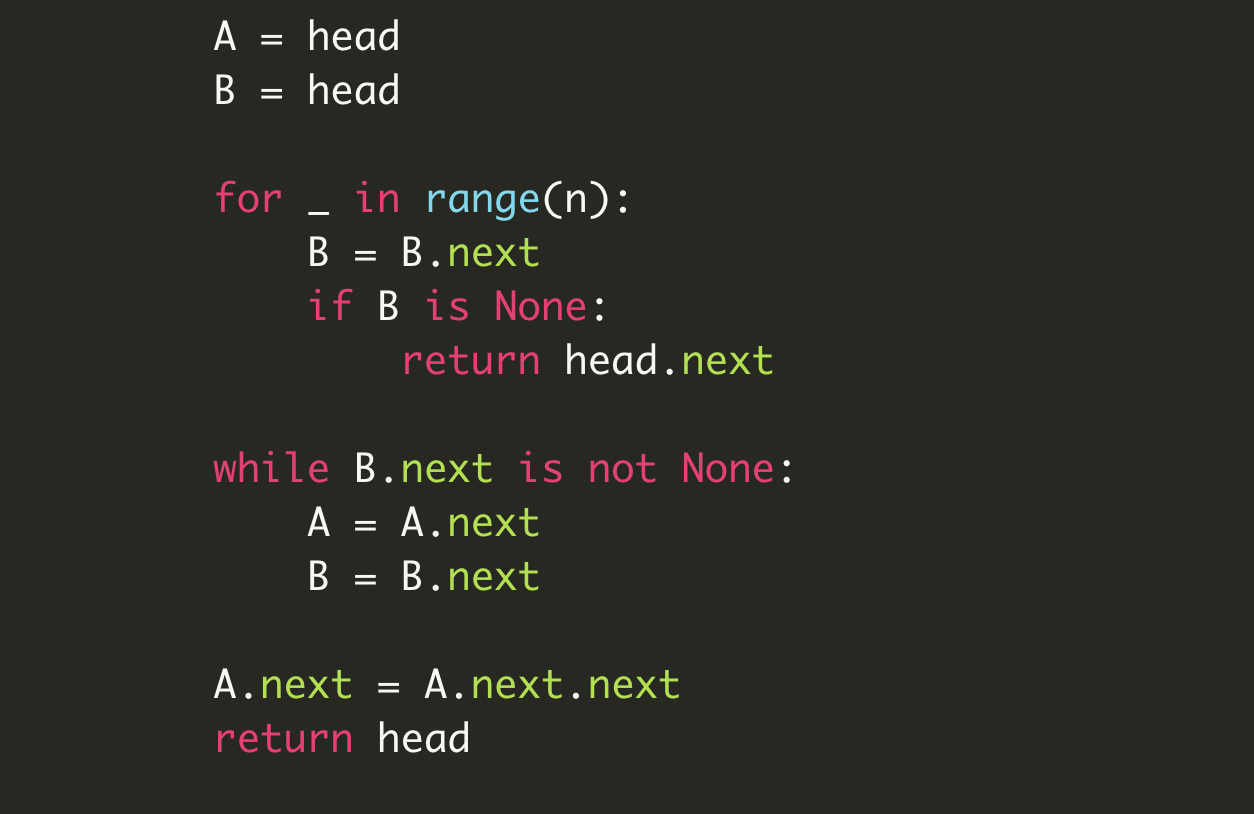 A = head
B = head
for _ in range(n):
    B = B.next
    if B is None:
        return head.next
while B.next is not None:
    A = A.next
    B = B.next
A.next = A.next.next
return head